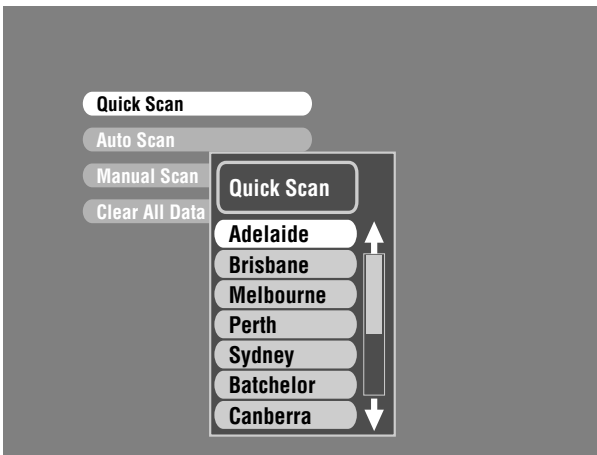 Quick Scan
Auto Scan
Manual Scan
Clear All Data
Quick Scan
Adelaide
Brisbane
Melbourne
Perth
Sydney
Batchelor
Canberra